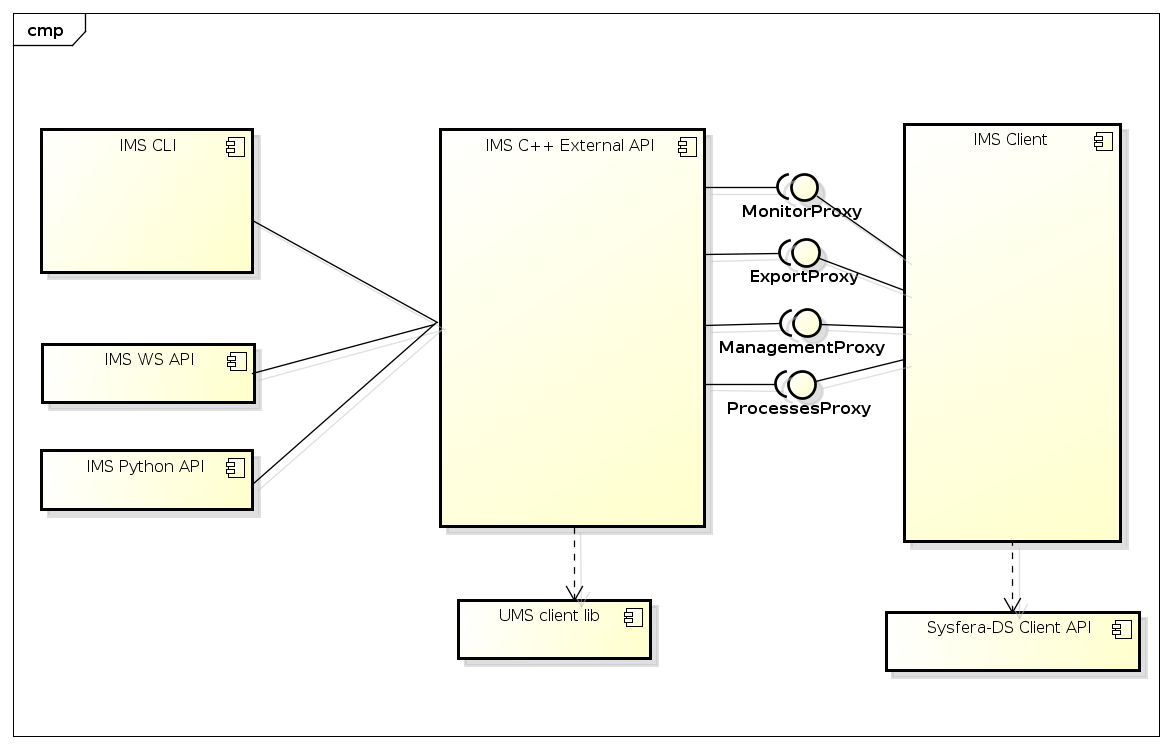 cmp
IMS CLI
IMS C++ External API
IMS Client
MonitorProxy
ExportProxy
ManagementProxy
IMS WS API
ProcessesProxy
IMS Python API
UMS client lib
Sysfera-DS Client API